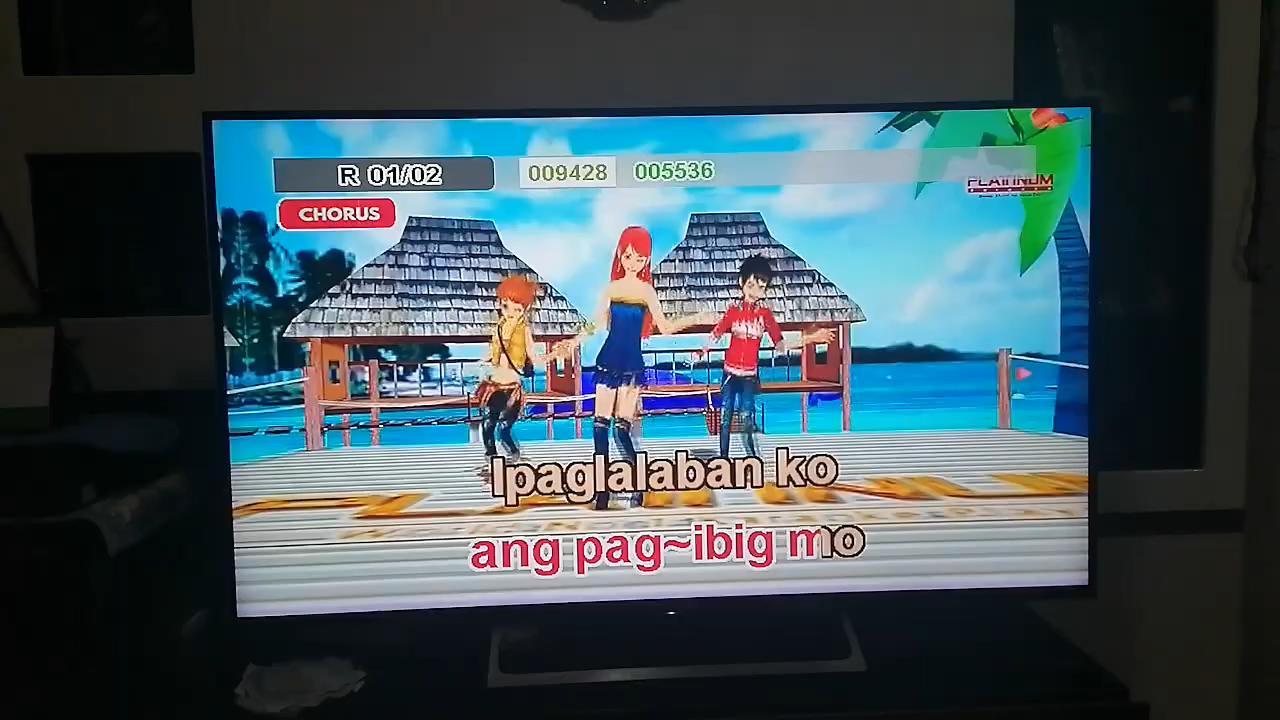 R 01/02 009428 005536
PLATINUM
CHORUS
Ipaglalaban ko
ang pag~ibig mo